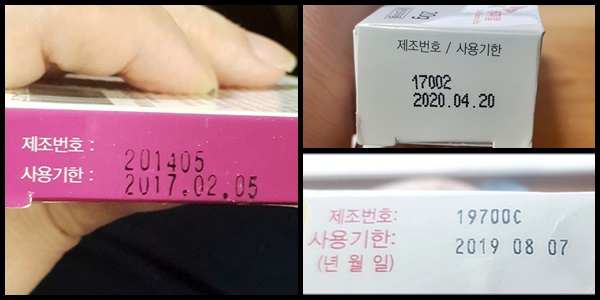 제조번호 :
201405
사용기한 :
2017.02.05
제조번호 / 사용기한
17002
2020.04.20
제조번호:
19700C
사용기한:
2019 08 07
(년 월 일)